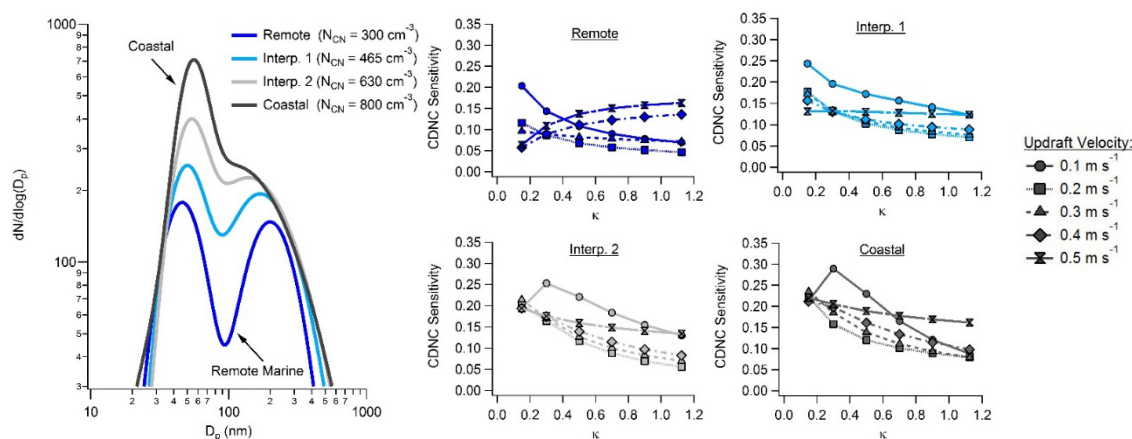 1000
9
8
7
6
5
4
3
2
100
9
8
7
6
5
4
3
dN/dlog(Dp)
Coastal
Remote (NCN = 300 cm-3)
Interp. 1 (NCN = 465 cm-3)
Interp. 2 (NCN = 630 cm-3)
Coastal (NCN = 800 cm-3)
Remote Marine
10 2 3 4 5 6 7 100 2 3 4 5 6 7 1000
Dp (nm)
Remote
CDNC Sensitivity
0.35
0.30
0.25
0.20
0.15
0.10
0.05
0.00
0.0 0.2 0.4 0.6 0.8 1.0 1.2
κ
Interp. 1
CDNC Sensitivity
0.35
0.30
0.25
0.20
0.15
0.10
0.05
0.00
0.0 0.2 0.4 0.6 0.8 1.0 1.2
κ
Interp. 2
CDNC Sensitivity
0.35
0.30
0.25
0.20
0.15
0.10
0.05
0.00
0.0 0.2 0.4 0.6 0.8 1.0 1.2
κ
Coastal
CDNC Sensitivity
0.35
0.30
0.25
0.20
0.15
0.10
0.05
0.00
0.0 0.2 0.4 0.6 0.8 1.0 1.2
κ
Updraft Velocity:
0.1 m s-1
0.2 m s-1
0.3 m s-1
0.4 m s-1
0.5 m s-1